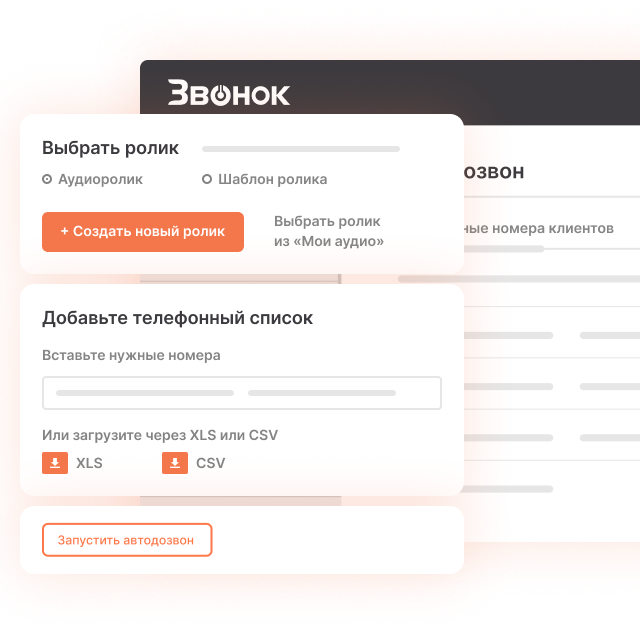 Звонок
Выбрать ролик
Аудиоролик
Шаблон ролика
+ Создать новый ролик
Выбрать ролик
из «Мои аудио»
Добавьте телефонный список
Вставьте нужные номера
Или загрузите через XLS или CSV
XLS
CSV
Запустить автодозвон
озвон
номера клиентов